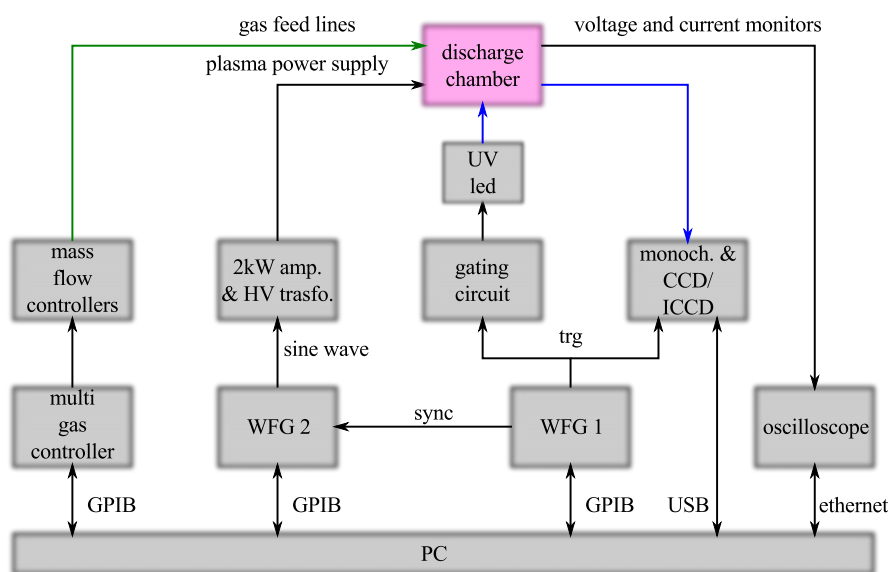 gas feed lines
voltage and current monitors
plasma power supply
discharge
chamber
UV
led
mass
flow
controllers
2kW amp.
& HV trasfo.
gating
circuit
monoch. &
CCD/
ICCD
sine wave
trg
multi
gas
controller
WFG 2
sync
WFG 1
oscilloscope
GPIB
GPIB
GPIB
USB
ethernet
PC